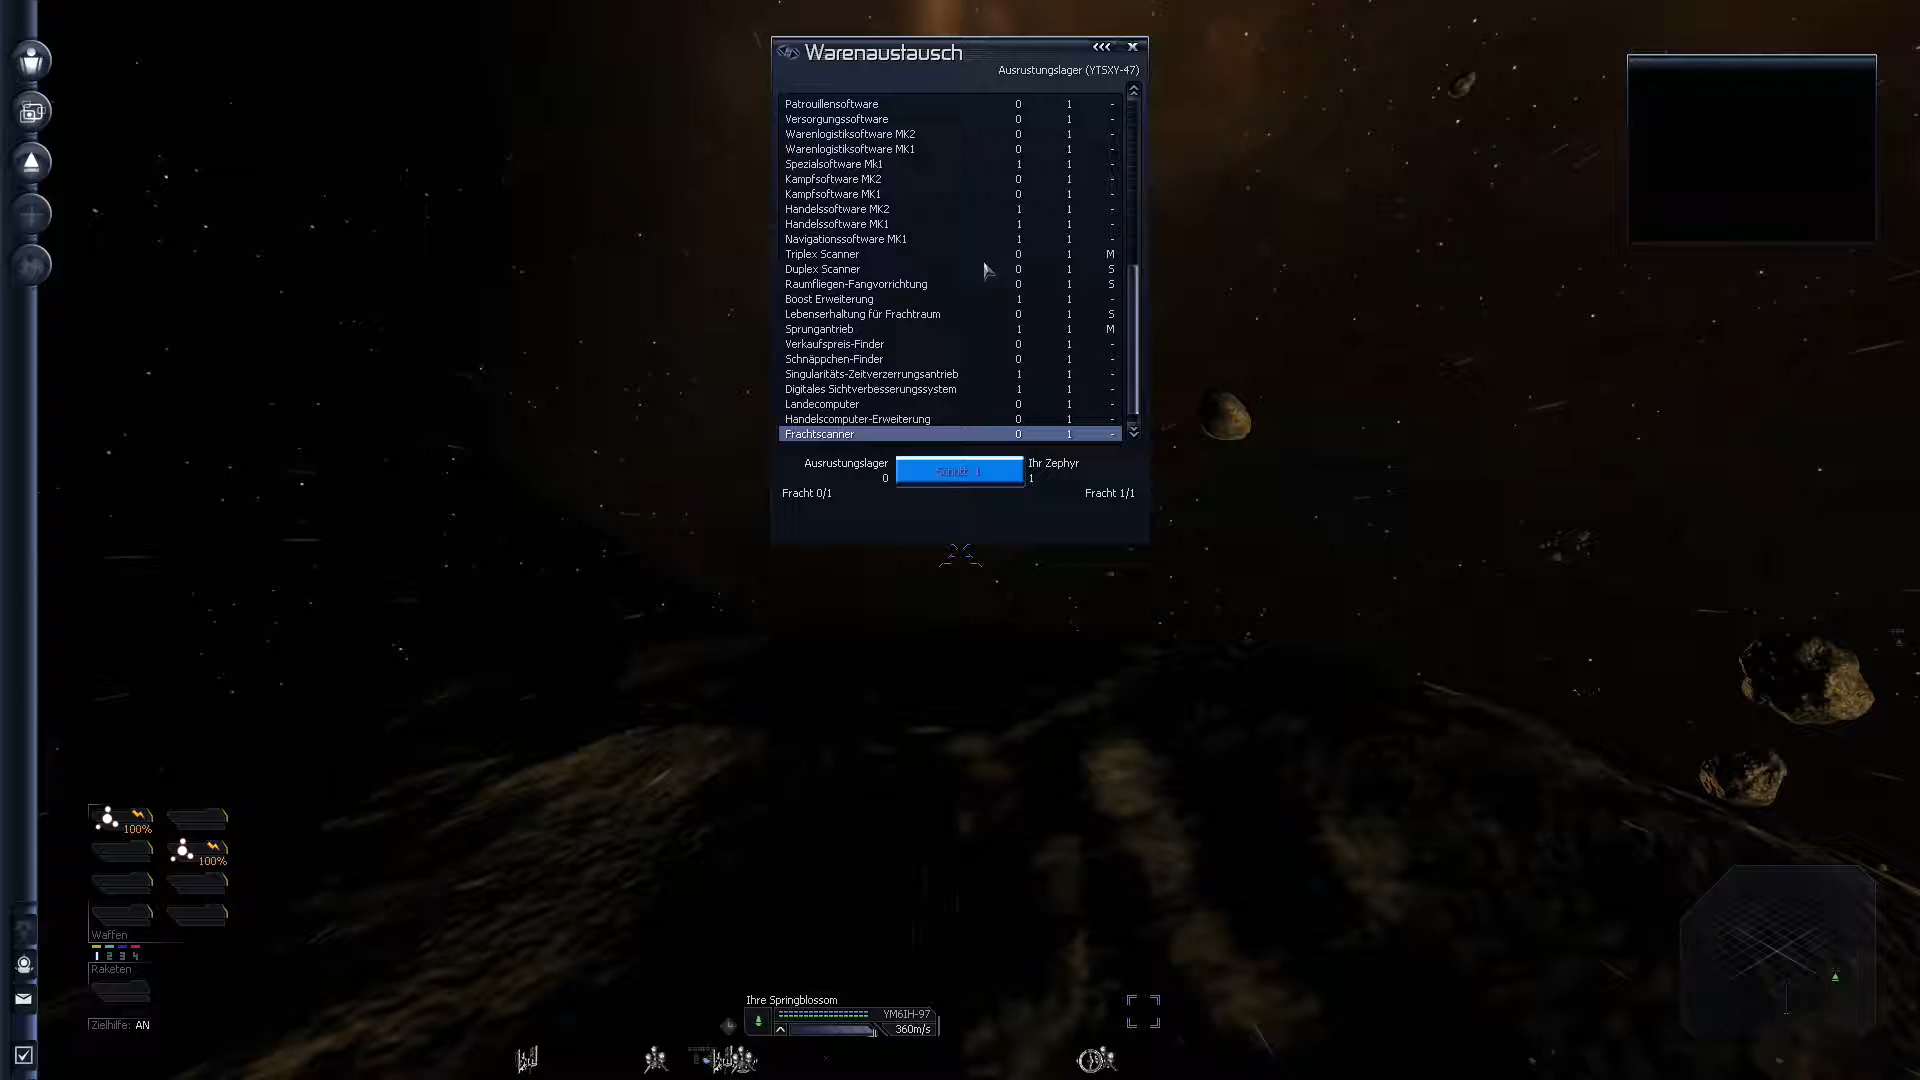 Warenaustausch
Ausrustungslager (YTSXY-47)
Patrouillensoftware 0 1 -
Versorgungssoftware 0 1 -
Warenlogistiksoftware MK2 0 1 -
Warenlogistiksoftware MK1 0 1 -
Spezialsoftware Mk1 1 1 -
Kampfsoftware MK2 0 1 -
Kampfsoftware MK1 0 1 -
Handelssoftware MK2 1 1 -
Handelssoftware MK1 1 1 -
Navigationssoftware MK1 1 1 -
Triplex Scanner 0 1 M
Duplex Scanner 0 1 S
Raumfliegen-Fangvorrichtung 0 1 S
Boost Erweiterung 1 1 -
Lebenserhaltung für Frachtraum 0 1 S
Sprungantrieb 1 1 M
Verkaufspreis-Finder 0 1 -
Schnäppchen-Finder 0 1 -
Singularitäts-Zeitverzerrungsantrieb 1 1 -
Digitales Sichtverbesserungssystem 1 1 -
Landecomputer 0 1 -
Handelscomputer-Erweiterung 0 1 -
Frachtscanner 0 1 -
Ausrustungslager Schritt 1 Ihr Zephyr
0 1
Fracht 0/1 Fracht 1/1
100%
100%
Waffen
1 2 3 4
Raketen
Zielhilfe: AN
Ihre Springblossom
YM6IH-97
360m/s